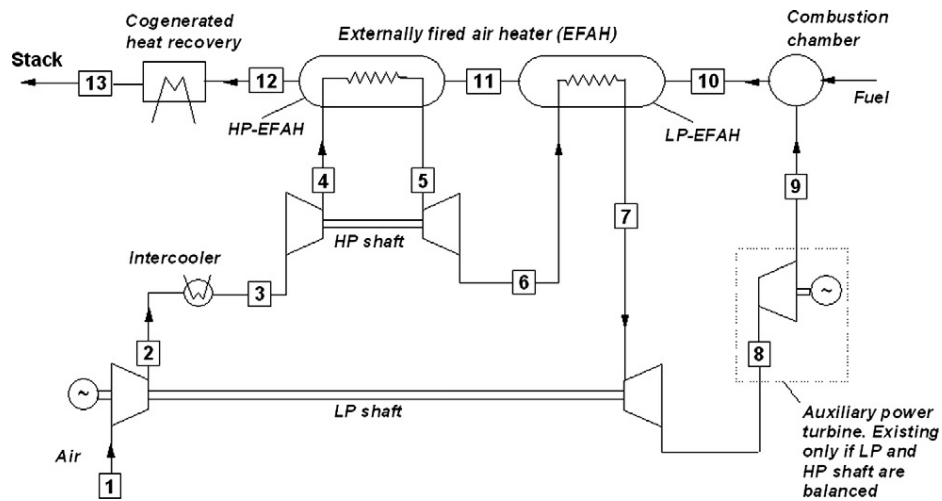 Cogenerated
heat recovery
Externally fired air heater (EFAH)
Combustion
chamber
Stack
13
12
11
10
Fuel
HP-EFAH
LP-EFAH
4
5
9
7
HP shaft
Intercooler
3
6
2
8
~
~
LP shaft
Air
1
Auxiliary power
turbine. Existing
only if LP and
HP shaft are
balanced